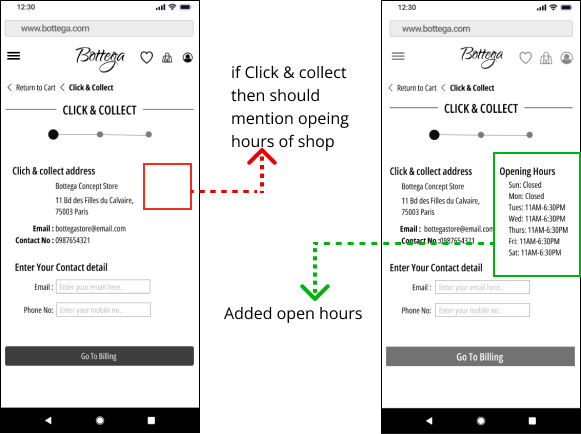 12:30
www.bottega.com
Bottega
Return to Cart
Click & Collect
CLICK & COLLECT
Click & collect address
Bottega Concept Store
11 Bd des Filles du Calvaire,
75003 Paris
Email : bottegastore@email.com
Contact No : 0987654321
Enter Your Contact detail
Email :
Enter your email here..
Phone No:
Enter your mobile no..
Go To Billing
if Click & collect
then should
mention opeing
hours of shop
Added open hours
12:30
www.bottega.com
Bottega
Return to Cart
Click & Collect
CLICK & COLLECT
Click & collect address
Bottega Concept Store
11 Bd des Filles du Calvaire,
75003 Paris
Email : bottegastore@email.com
Contact No :0987654321
Opening Hours
Sun: Closed
Mon: Closed
Tues: 11AM-6:30PM
Wed: 11AM-6:30PM
Thurs: 11AM-6:30PM
Fri: 11AM-6:30PM
Sat: 11AM-6:30PM
Enter Your Contact detail
Email :
Enter your email here..
Phone No:
Enter your mobile no..
Go To Billing